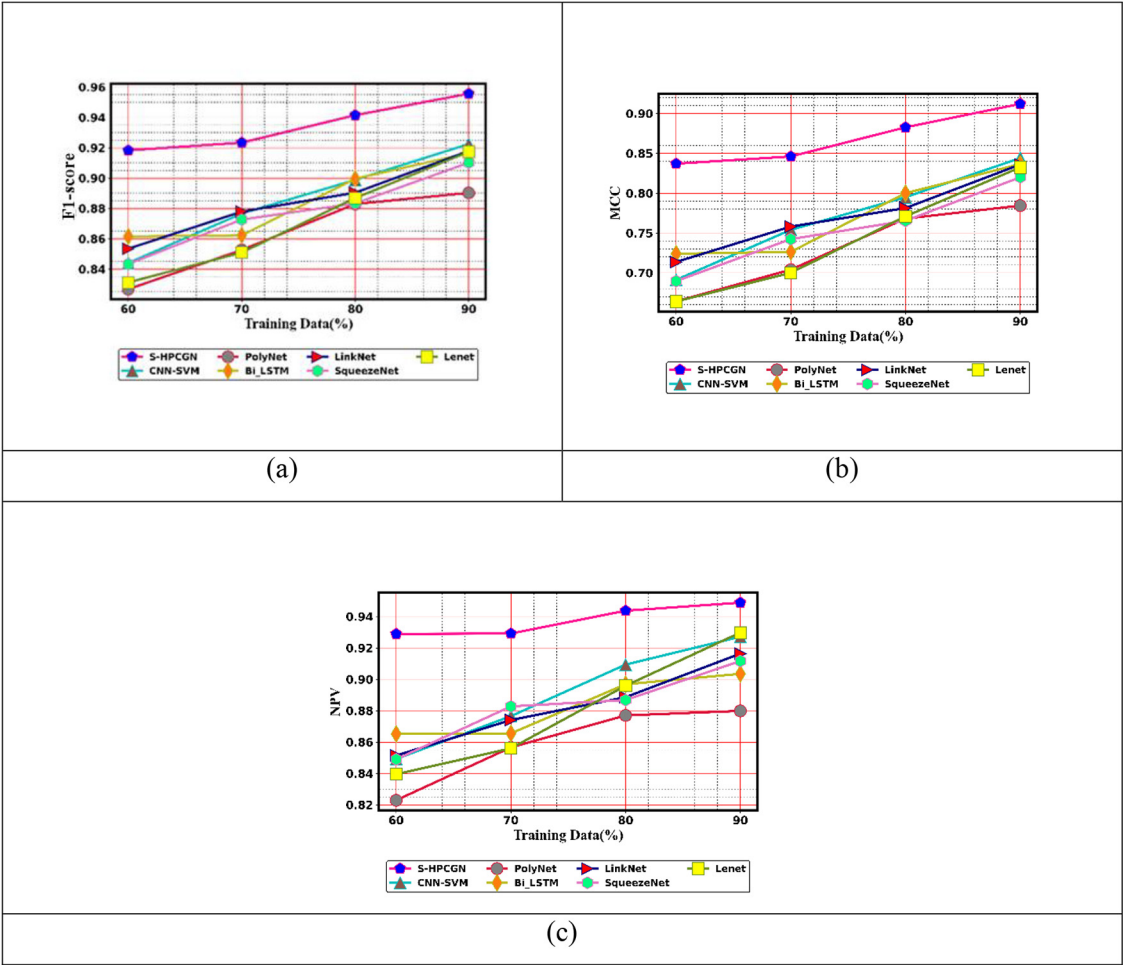 F1-score
0.96
0.94
0.92
0.90
0.88
0.86
0.84
60 70 80 90
Training Data(%)
S-HPCGN PolyNet LinkNet Lenet
CNN-SVM Bi_LSTM SqueezeNet
(a)
MCC
0.90
0.85
0.80
0.75
0.70
60 70 80 90
Training Data(%)
S-HPCGN PolyNet LinkNet Lenet
CNN-SVM Bi_LSTM SqueezeNet
(b)
NPV
0.94
0.92
0.90
0.88
0.86
0.84
0.82
60 70 80 90
Training Data(%)
S-HPCGN PolyNet LinkNet Lenet
CNN-SVM Bi_LSTM SqueezeNet
(c)